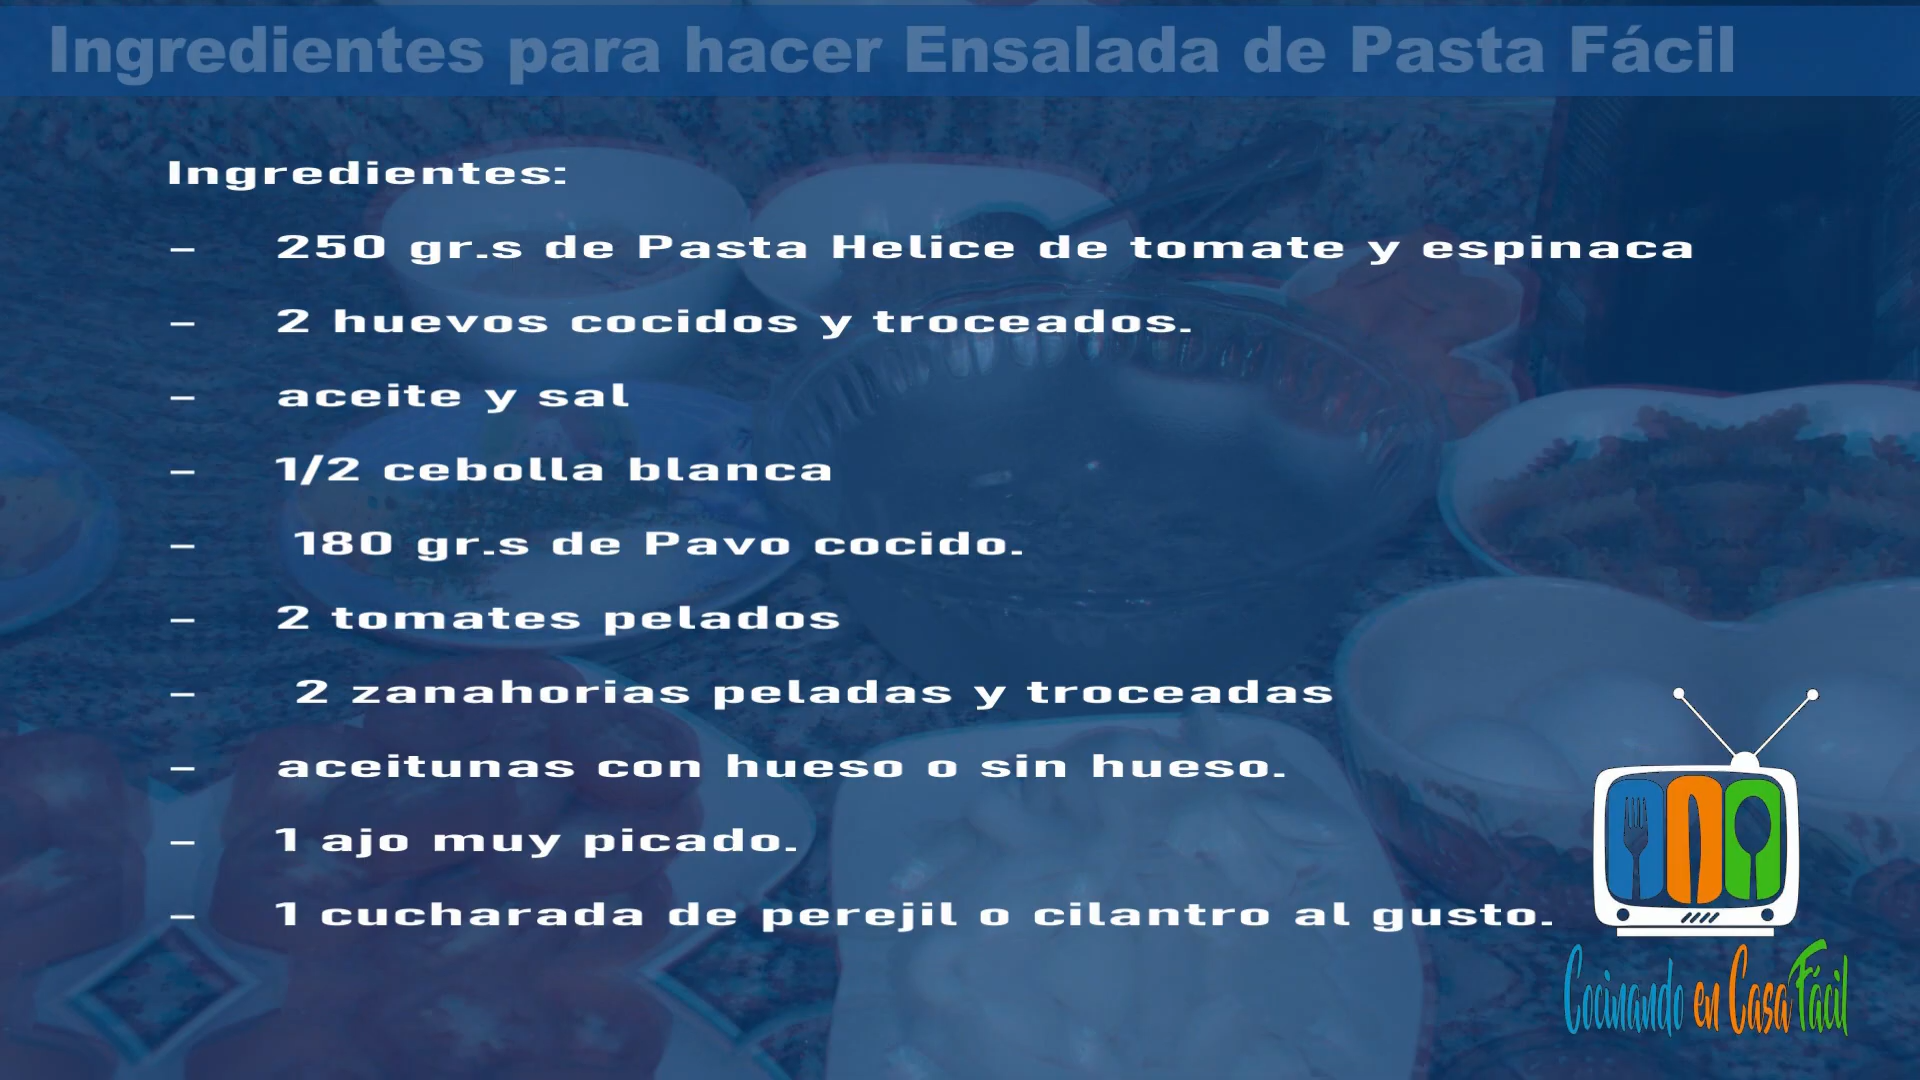 Ingredientes para hacer Ensalada de Pasta Fácil
Ingredientes:
– 250 gr.s de Pasta Helice de tomate y espinaca
– 2 huevos cocidos y troceados.
– aceite y sal
– 1/2 cebolla blanca
– 180 gr.s de Pavo cocido.
– 2 tomates pelados
– 2 zanahorias peladas y troceadas
– aceitunas con hueso o sin hueso.
– 1 ajo muy picado.
– 1 cucharada de perejil o cilantro al gusto.
Cocinando en Casa Fácil